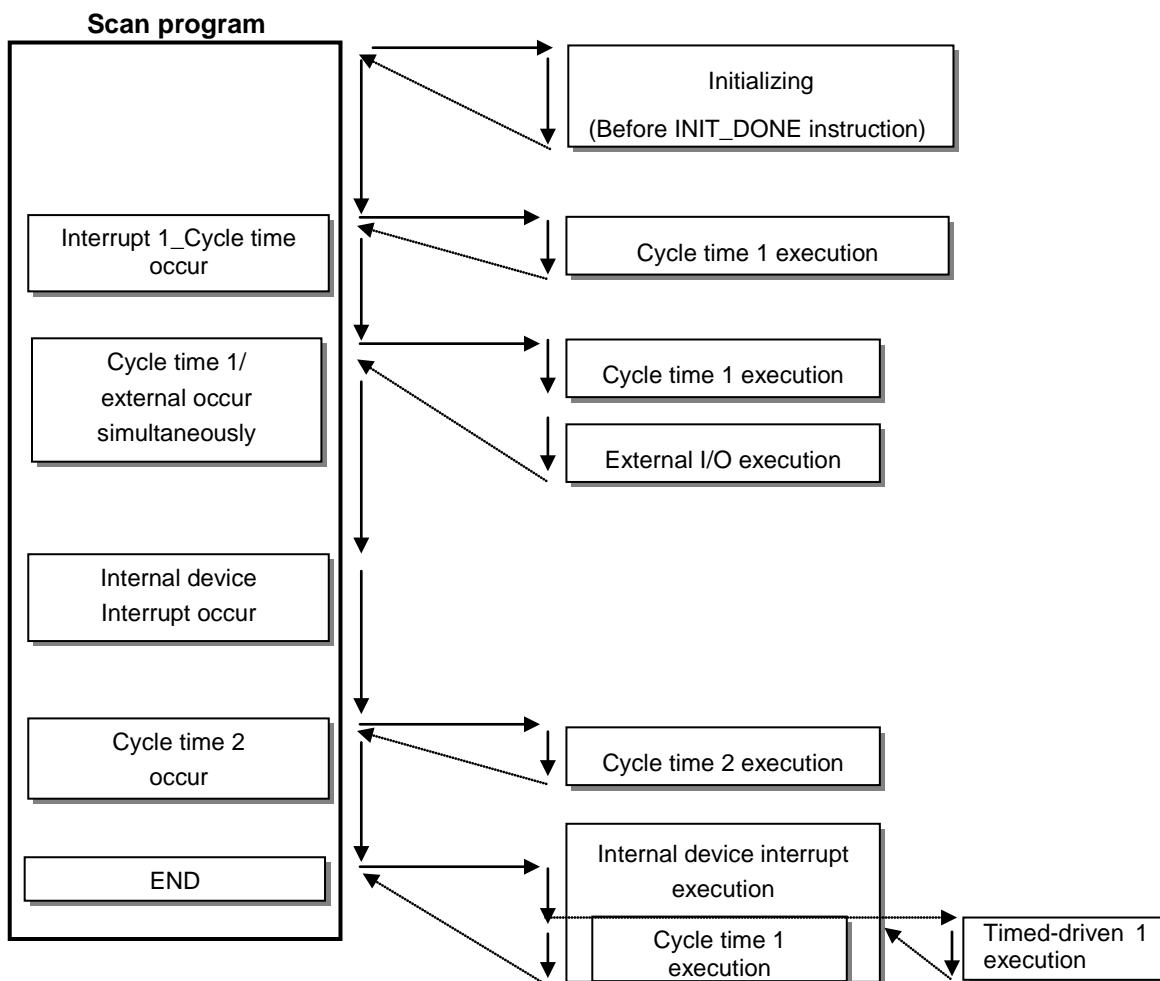 Scan program
Initializing
(Before INIT_DONE instruction)
Interrupt 1_Cycle time
occur
Cycle time 1 execution
Cycle time 1/
external occur
simultaneously
Cycle time 1 execution
External I/O execution
Internal device
Interrupt occur
Cycle time 2
occur
Cycle time 2 execution
END
Internal device interrupt
execution
Cycle time 1
execution
Timed-driven 1
execution